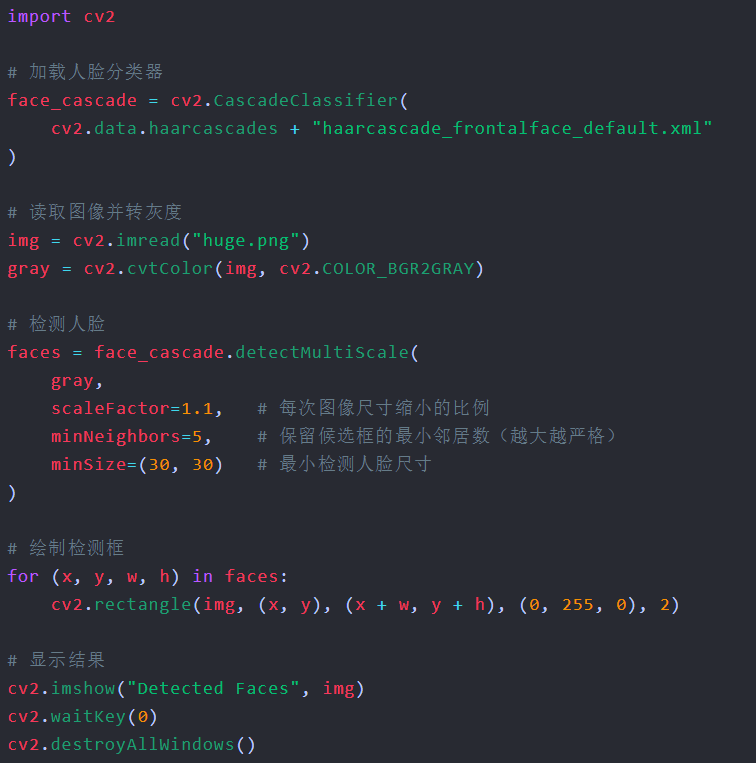 import cv2
# 加载人脸分类器
face_cascade = cv2.CascadeClassifier(
    cv2.data.haarcascades + "haarcascade_frontalface_default.xml"
)
# 读取图像并转灰度
img = cv2.imread("huge.png")
gray = cv2.cvtColor(img, cv2.COLOR_BGR2GRAY)
# 检测人脸
faces = face_cascade.detectMultiScale(
    gray,
    scaleFactor=1.1,   # 每次图像尺寸缩小的比例
    minNeighbors=5,    # 保留候选框的最小邻居数（越大越严格）
    minSize=(30, 30)   # 最小检测人脸尺寸
)
# 绘制检测框
for (x, y, w, h) in faces:
    cv2.rectangle(img, (x, y), (x + w, y + h), (0, 255, 0), 2)
# 显示结果
cv2.imshow("Detected Faces", img)
cv2.waitKey(0)
cv2.destroyAllWindows()